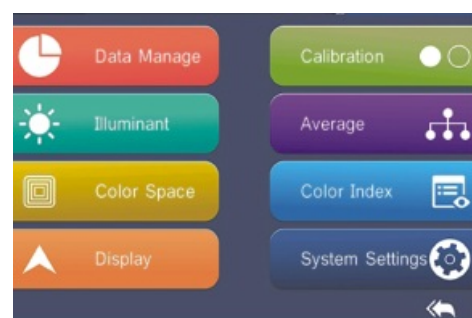 Data Manage
Calibration
Illuminant
Average
Color Space
Color Index
Display
System Settings